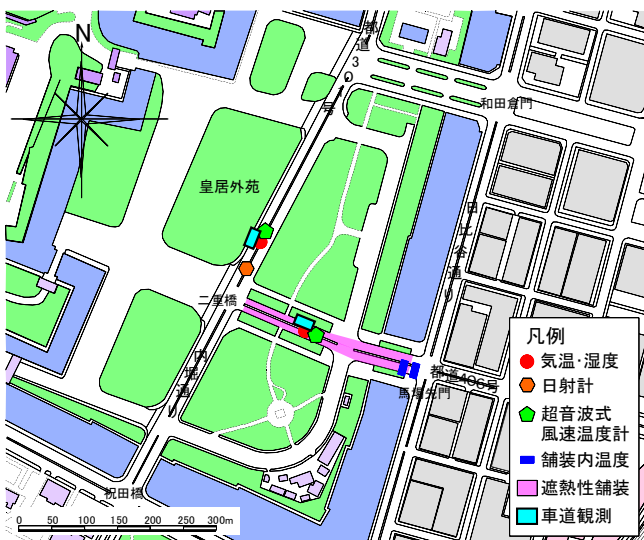 N
都道301号
和田倉門
皇居外苑
日比谷通り
二重橋
内堀通り
都道406号
馬場先門
祝田橋
0 50 100 150 200 250 300m
凡例
気温・湿度
日射計
超音波式
風速温度計
舗装内温度
遮熱性舗装
車道観測